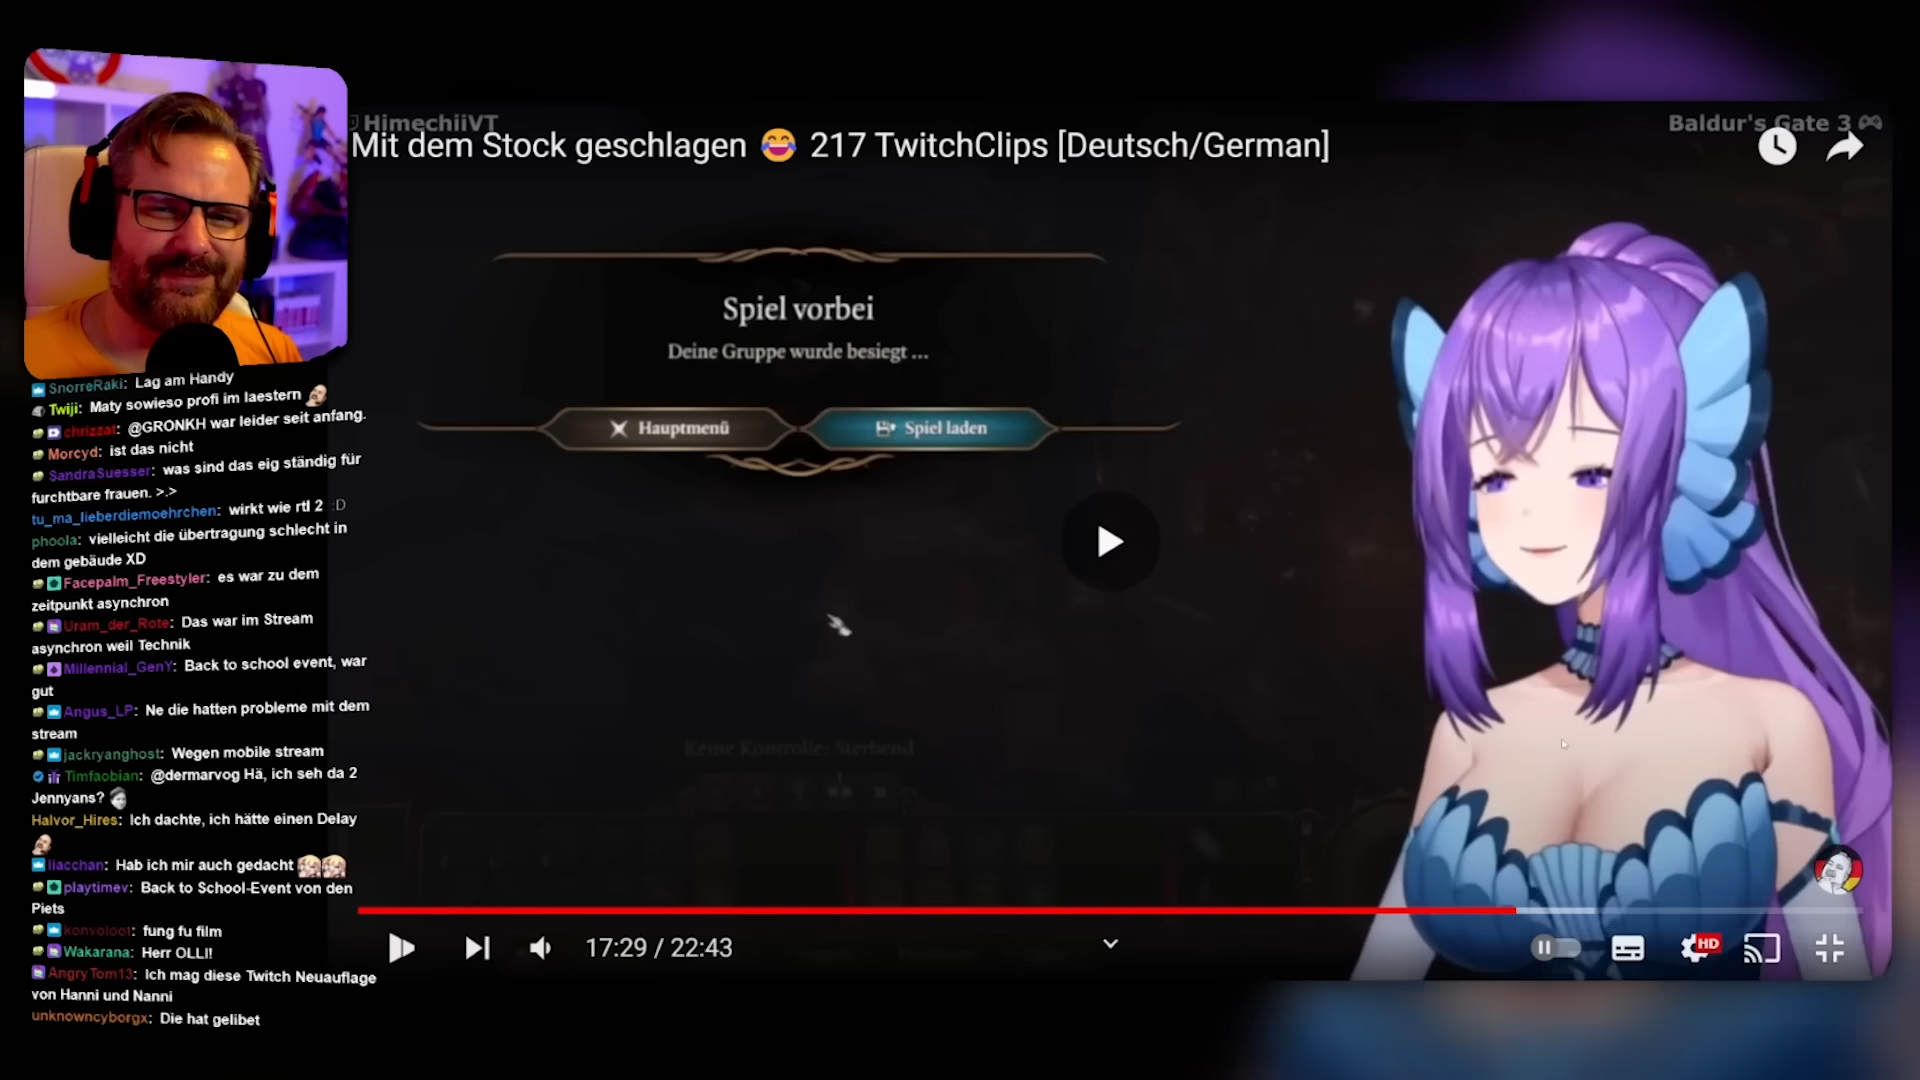 HimechiiVT
Baldur's Gate 3
Mit dem Stock geschlagen 😂 217 TwitchClips [Deutsch/German]
Spiel vorbei
Deine Gruppe wurde besiegt ...
Hauptmenü
Spiel laden
Keine Kontrolle: Sterbend
SnorreRaki: Lag am Handy
Twiji: Maty sowieso profi im laestern
chrizzat: @GRONKH war leider seit anfang.
Morcyd: ist das nicht
SandraSuesser: was sind das eig ständig für
furchtbare frauen. >.>
tu_ma_lieberdiemoehrchen: wirkt wie rtl 2 :D
phoola: vielleicht die übertragung schlecht in
dem gebäude XD
Facepalm_Freestyler: es war zu dem
zeitpunkt asynchron
Uram_der_Rote: Das war im Stream
asynchron weil Technik
Millennial_GenY: Back to school event, war
gut
Angus_LP: Ne die hatten probleme mit dem
stream
jackryanghost: Wegen mobile stream
Timfaobian: @dermarvog Hä, ich seh da 2
Jennyans?
Halvor_Hires: Ich dachte, ich hätte einen Delay
liacchan: Hab ich mir auch gedacht
playtimev: Back to School-Event von den
Piets
konvoloot: fung fu film
Wakarana: Herr OLLI!
AngryTom13: Ich mag diese Twitch Neuauflage
von Hanni und Nanni
unknowncyborgx: Die hat gelibet
17:29 / 22:43
HD